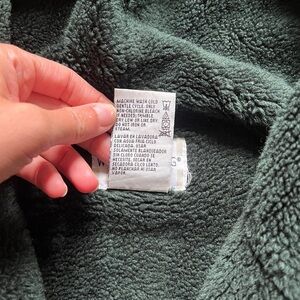 MACHINE WASH COLD
GENTLE CYCLE. ONLY
NON-CHLORINE BLEACH
IS NEEDED. TUMBLE
DRY LOW OR LINE DRY.
DO NOT IRON OR
STEAM.
LAVAR EN LAVADORA
CON AGUA FRIA CICLO
DELICADA. USAR
SOLAMENTE BLANQUEADOR
SIN CLORO CUANDO SE
NECESITE. SECAR EN
SECADORA CICLO LENTO.
NO PLANCHAR NI USAR
VAPOR.